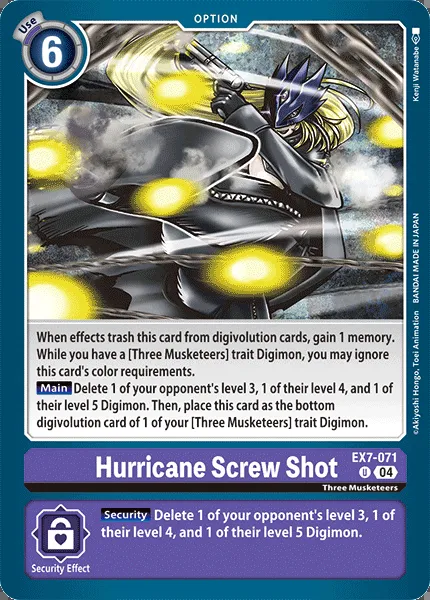 OPTION
Use
6
Kenji Watanabe
When effects trash this card from digivolution cards, gain 1 memory.
While you have a [Three Musketeers] trait Digimon, you may ignore
this card's color requirements.
Main Delete 1 of your opponent's level 3, 1 of their level 4, and 1 of
their level 5 Digimon. Then, place this card as the bottom
digivolution card of 1 of your [Three Musketeers] trait Digimon.
©Akiyoshi Hongo, Toei Animation BANDAI MADE IN JAPAN
Hurricane Screw Shot
EX7-071
U 04
Three Musketeers
Security Delete 1 of your opponent's level 3, 1 of
their level 4, and 1 of their level 5 Digimon.
Security Effect